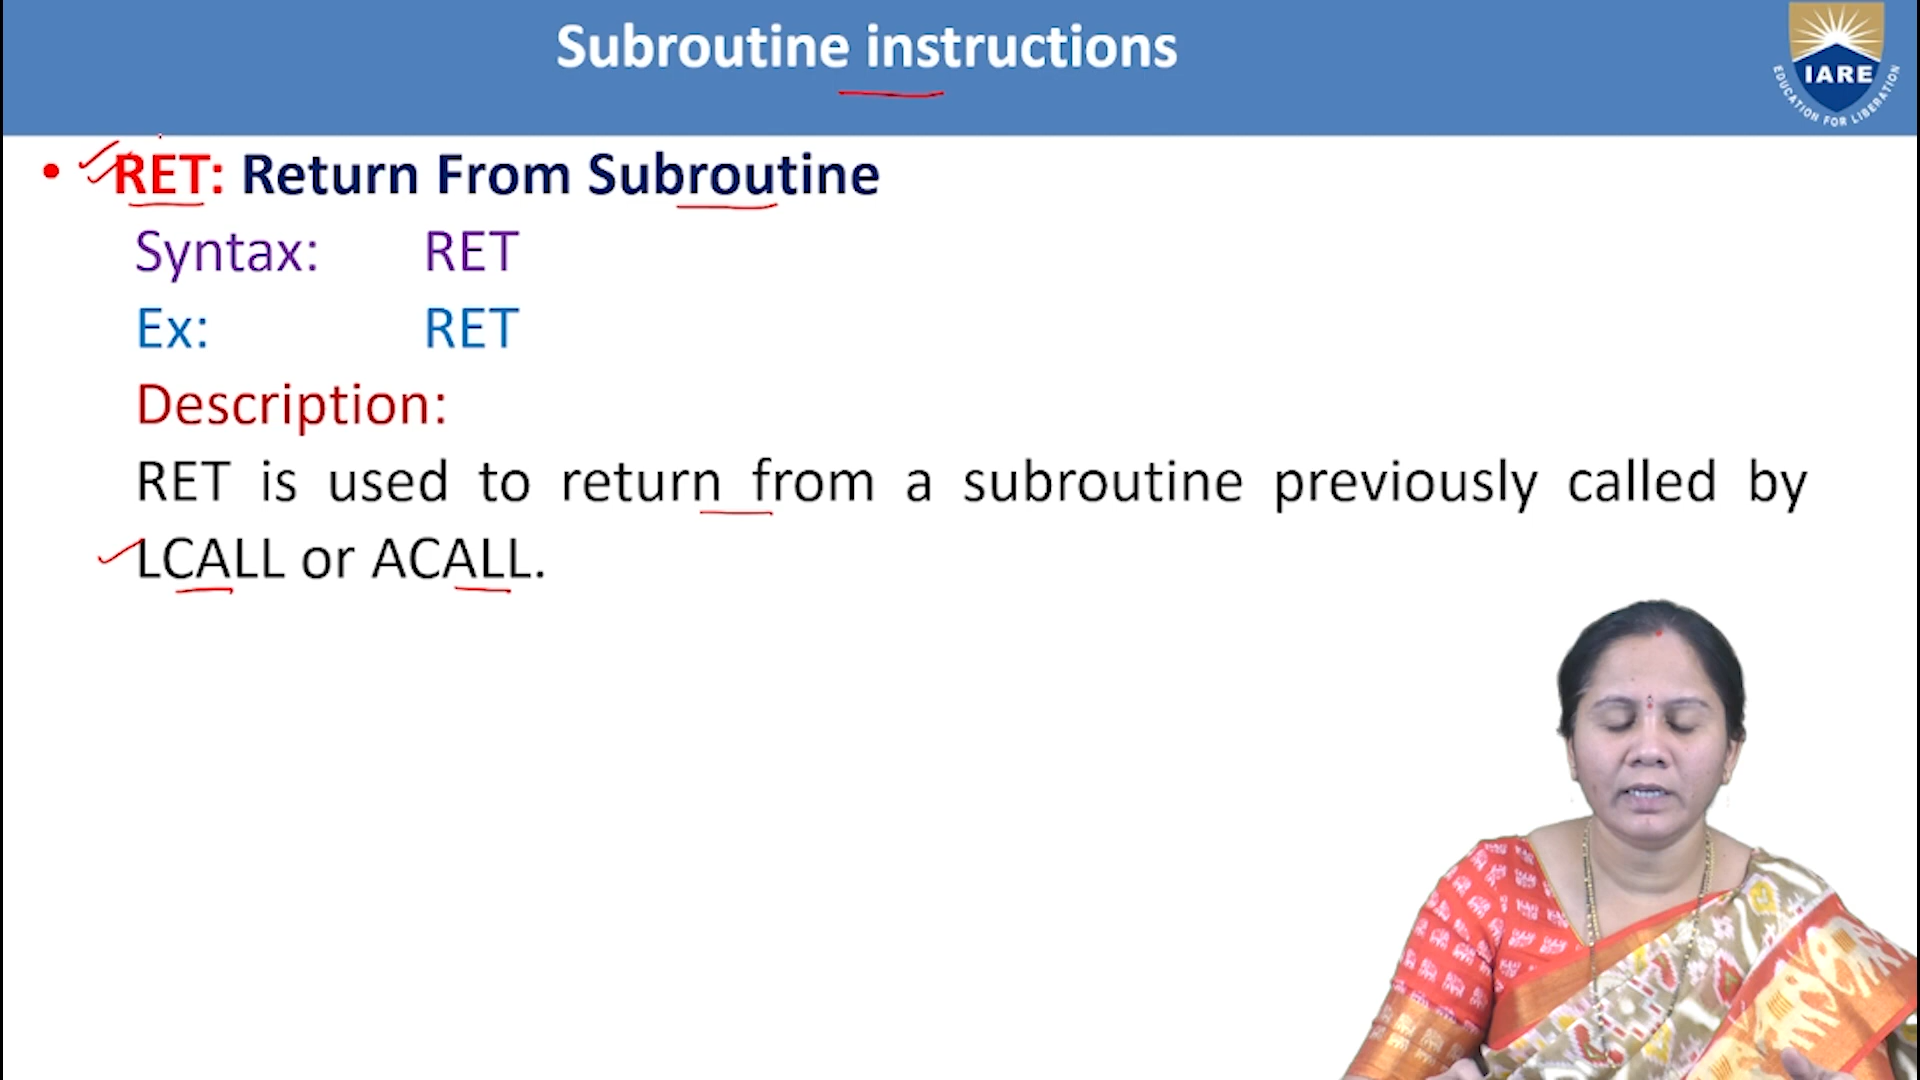 Subroutine instructions
IARE
EDUCATION FOR LIBERATION
• RET: Return From Subroutine
Syntax: RET
Ex: RET
Description:
RET is used to return from a subroutine previously called by
LCALL or ACALL.